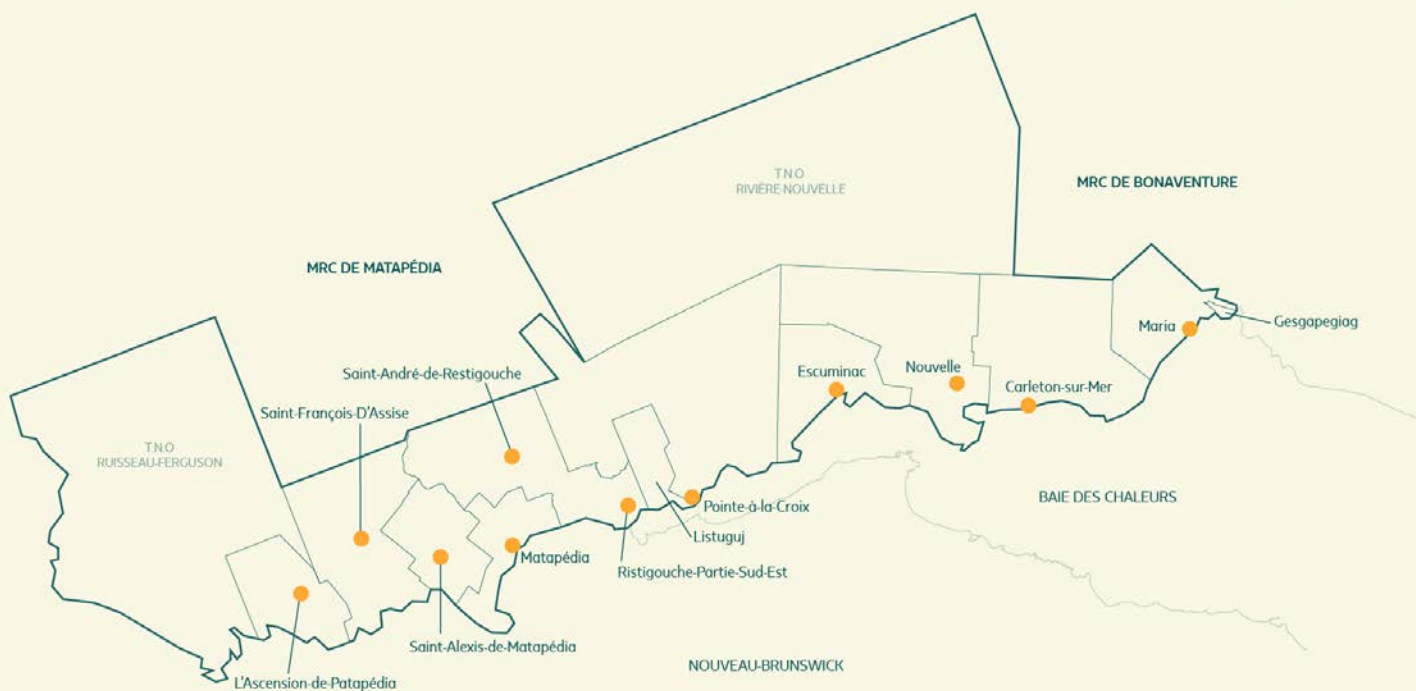 TNO
RIVIÈRE-NOUVELLE
MRC DE BONAVENTURE
MRC DE MATAPÉDIA
Gesgapegiag
Maria
Saint-André-de-Restigouche
Escuminac
Nouvelle
Carleton-sur-Mer
Saint-François-D'Assise
TNO
RUISSEAU-FERGUSON
BAIE DES CHALEURS
Pointe-à-la-Croix
Listuguj
Matapédia
Ristigouche-Partie-Sud-Est
Saint-Alexis-de-Matapédia
NOUVEAU-BRUNSWICK
L'Ascension-de-Patapédia